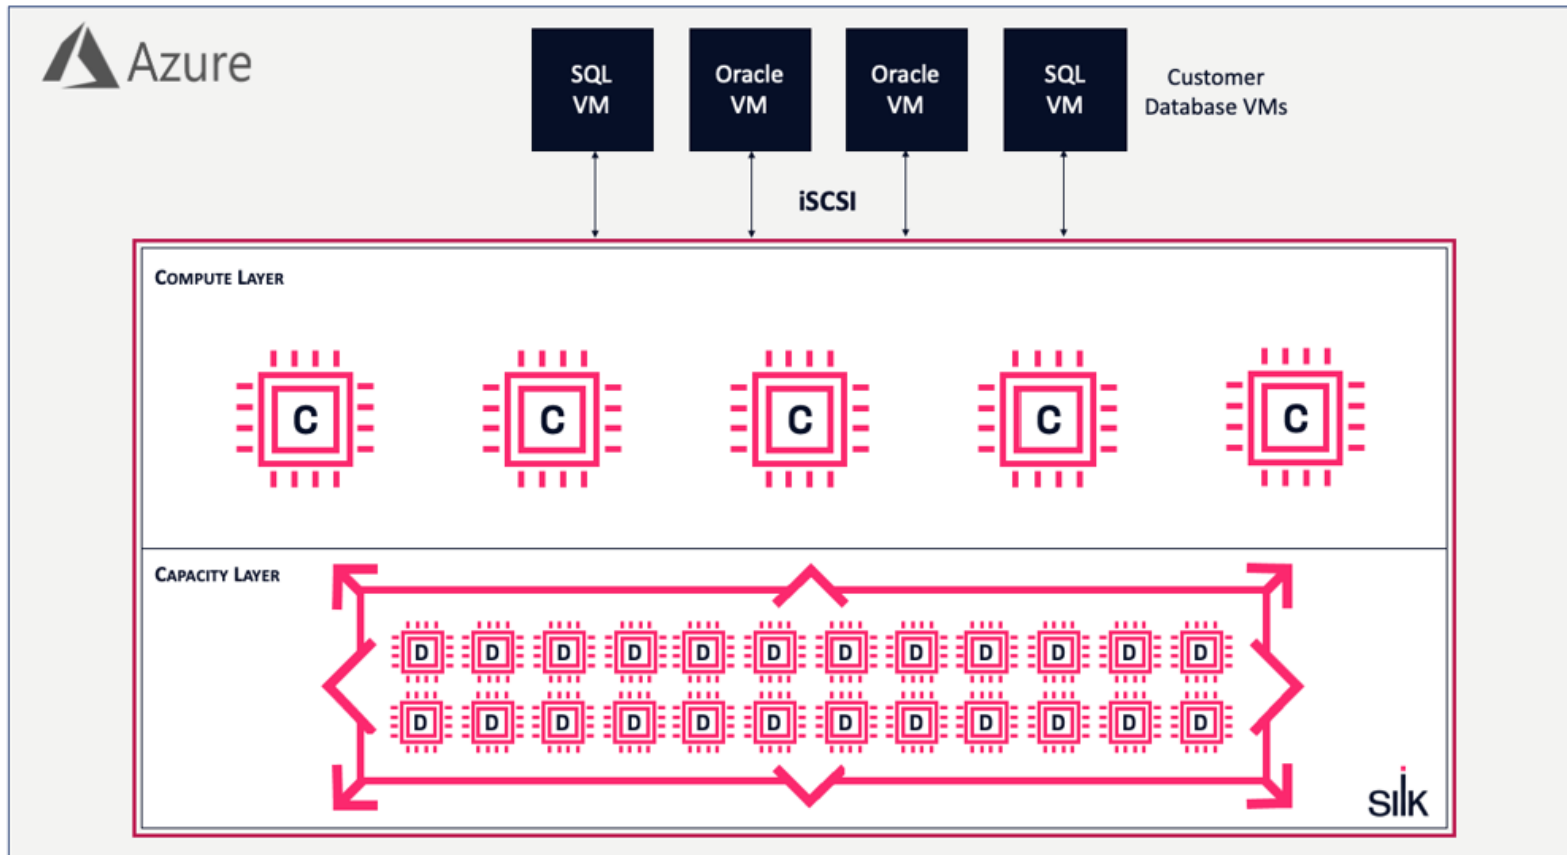 Azure
SQL
VM
Oracle
VM
Oracle
VM
SQL
VM
Customer
Database VMs
iSCSI
COMPUTE LAYER
C C C C C
CAPACITY LAYER
D D D D D D D D D D D D
D D D D D D D D D D D D
SILK